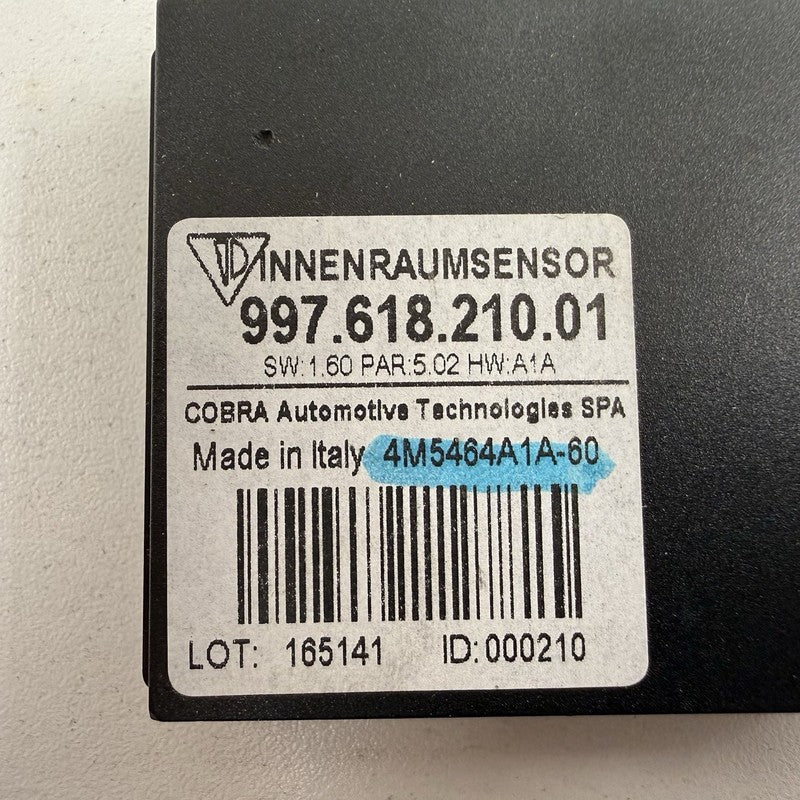 INNENRAUMSENSOR
997.618.210.01
SW:1.60 PAR:5.02 HW:A1A
COBRA Automotive Technologies SPA
Made in Italy 4M5464A1A-60
LOT: 165141 ID:000210